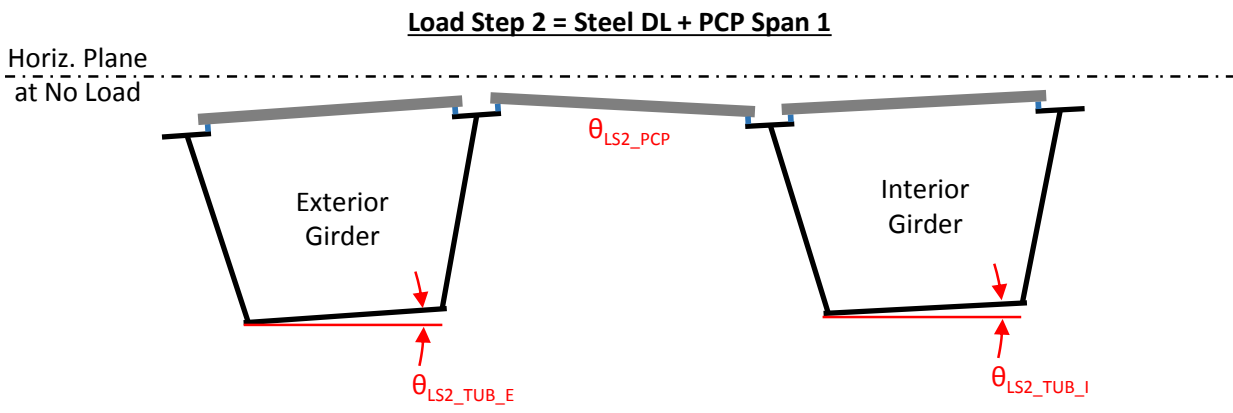 Load Step 2 = Steel DL + PCP Span 1
Horiz. Plane
at No Load
θLS2_PCP
Exterior
Girder
Interior
Girder
θLS2_TUB_E
θLS2_TUB_I